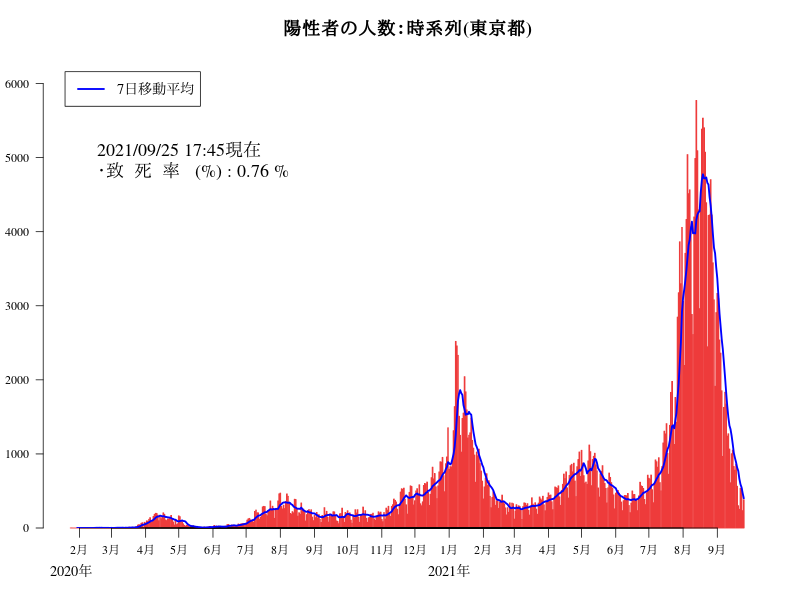 陽性者の人数：時系列(東京都)
7日移動平均
2021/09/25 17:45現在
・致 死 率 (%) : 0.76 %
6000
5000
4000
3000
2000
1000
0
2月 3月 4月 5月 6月 7月 8月 9月 10月 11月 12月 1月 2月 3月 4月 5月 6月 7月 8月 9月
2020年 2021年